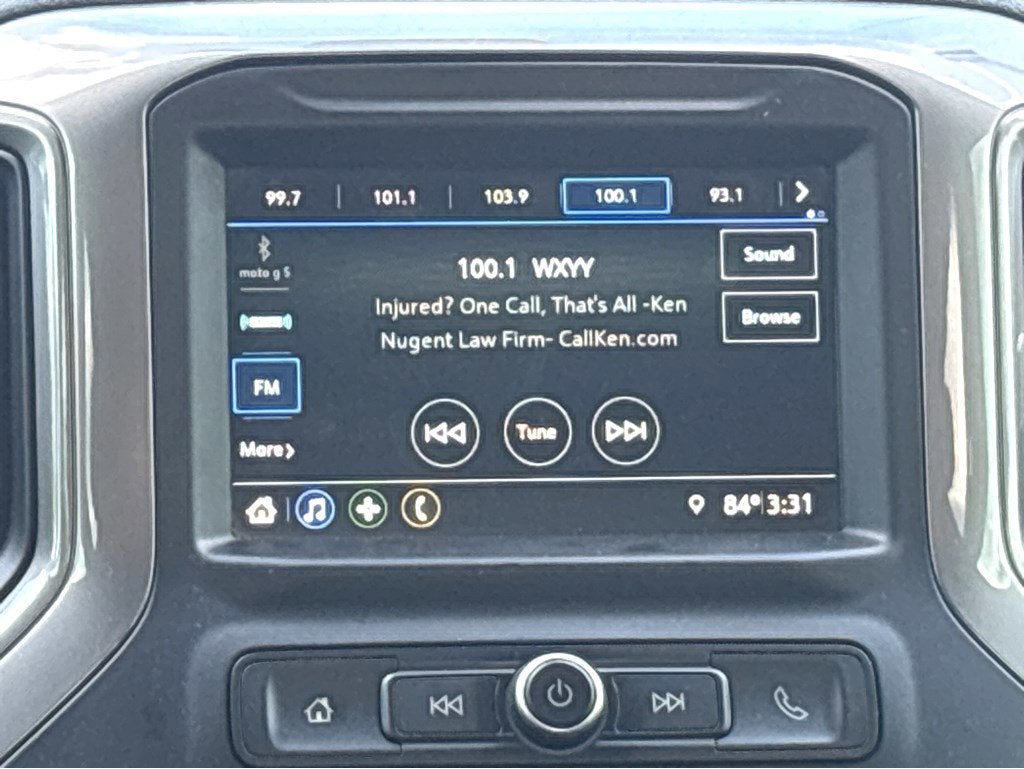 99.7 101.1 103.9 100.1 93.1
moto g 5
100.1 WXYY
Sound
Injured? One Call, That's All -Ken
Nugent Law Firm- CallKen.com
Browse
FM
Tune
More
84° 3:31